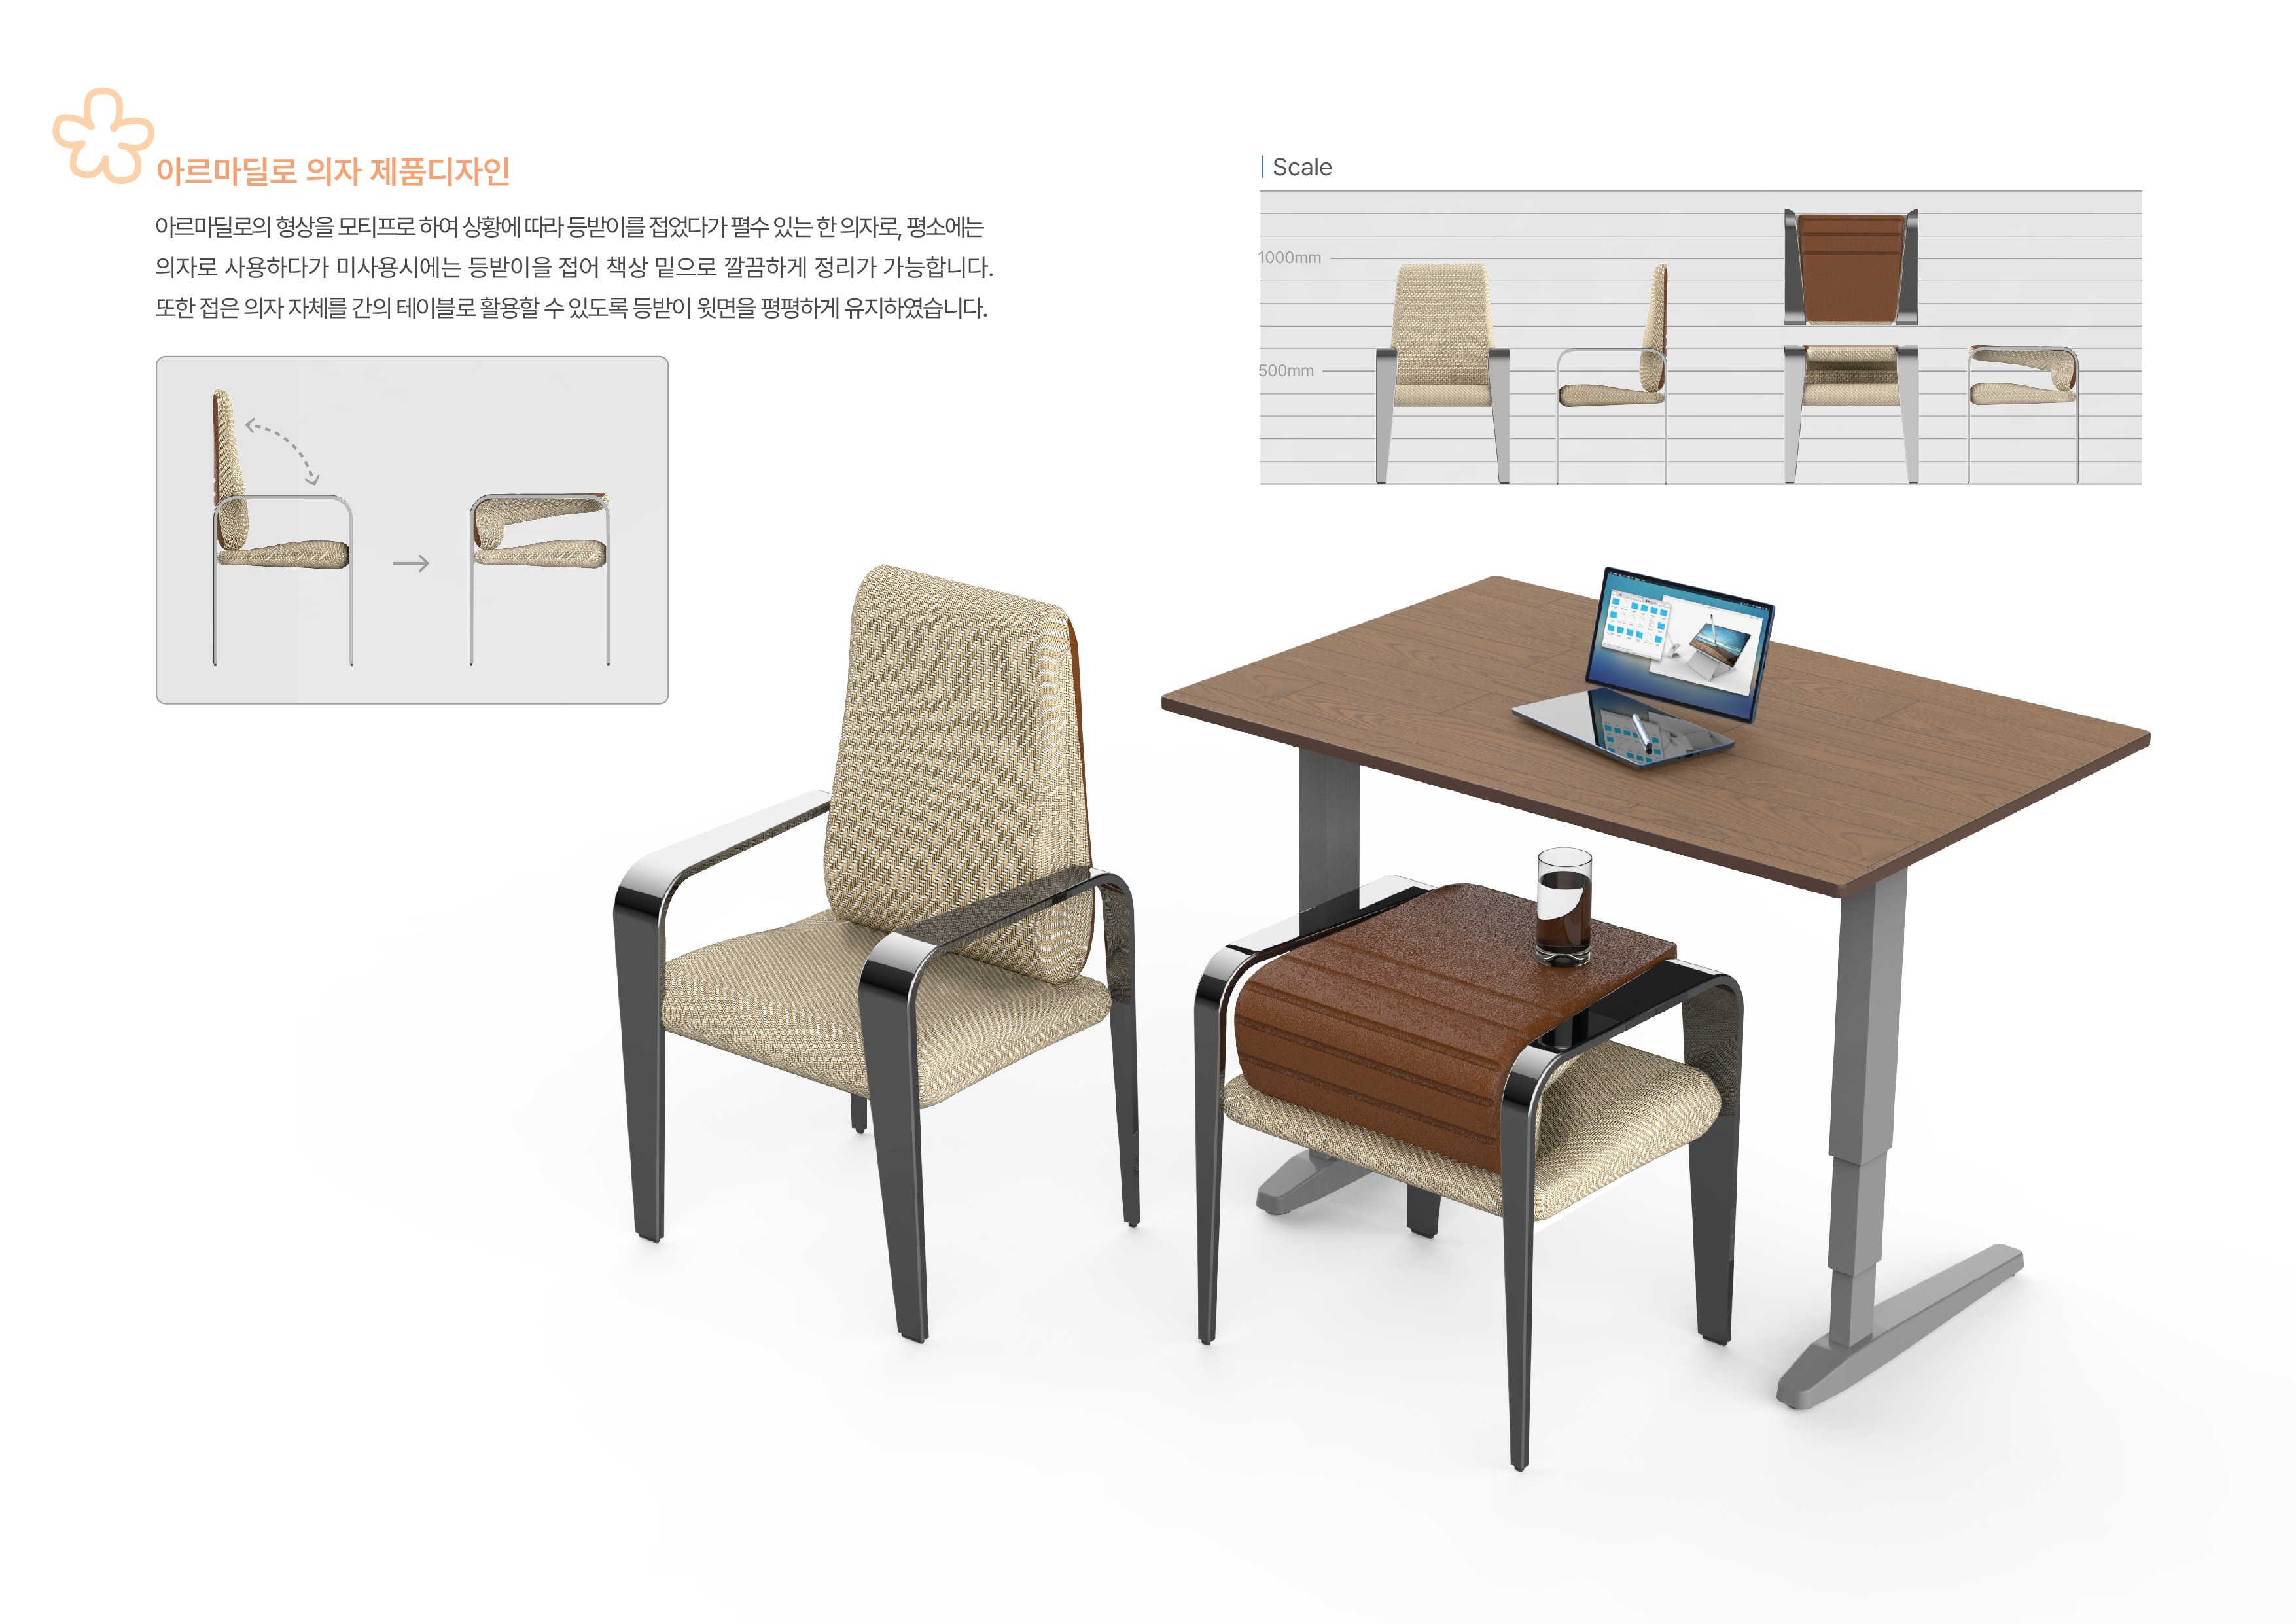 아르마딜로 의자 제품디자인
아르마딜로의 형상을 모티프로 하여 상황에 따라 등받이를 접었다가 펼수 있는 한 의자로, 평소에는
의자로 사용하다가 미사용시에는 등받이을 접어 책상 밑으로 깔끔하게 정리가 가능합니다.
또한 접은 의자 자체를 간의 테이블로 활용할 수 있도록 등받이 윗면을 평평하게 유지하였습니다.
Scale
1000mm
500mm